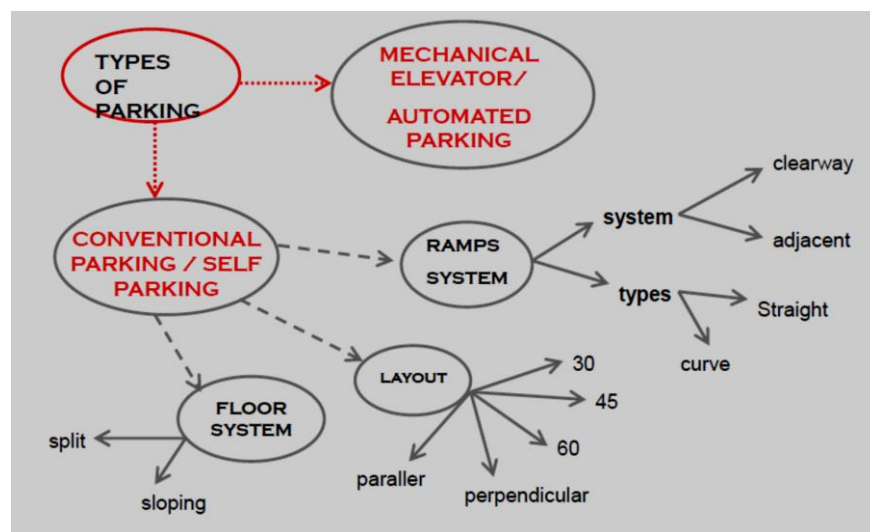 TYPES
OF
PARKING
MECHANICAL
ELEVATOR/
AUTOMATED
PARKING
CONVENTIONAL
PARKING / SELF
PARKING
RAMPS
SYSTEM
system
clearway
adjacent
types
Straight
curve
LAYOUT
30
45
60
perpendicular
paraller
FLOOR
SYSTEM
split
sloping